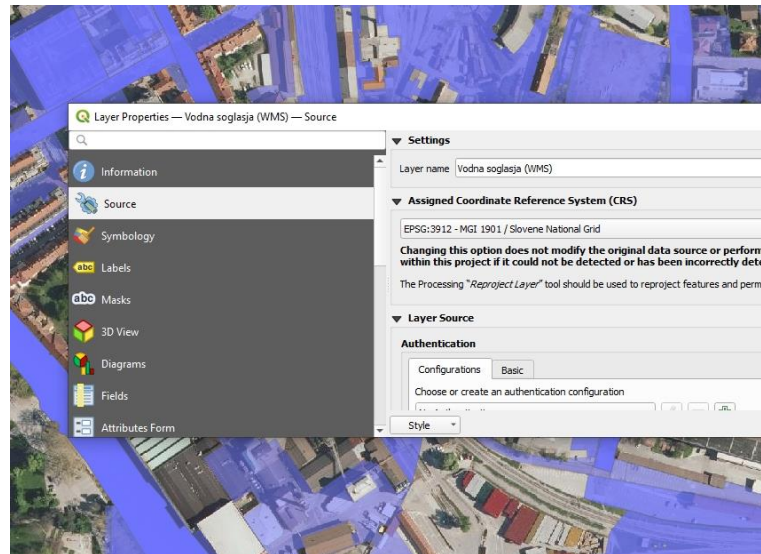 Layer Properties — Vodna soglasja (WMS) — Source
Information
Source
Symbology
abc Labels
abc Masks
3D View
Diagrams
Fields
Attributes Form
Settings
Layer name Vodna soglasja (WMS)
Assigned Coordinate Reference System (CRS)
EPSG:3912 - MGI 1901 / Slovene National Grid
Changing this option does not modify the original data source or perform
within this project if it could not be detected or has been incorrectly dete
The Processing "Reproject Layer" tool should be used to reproject features and perm
Layer Source
Authentication
Configurations Basic
Choose or create an authentication configuration
Style